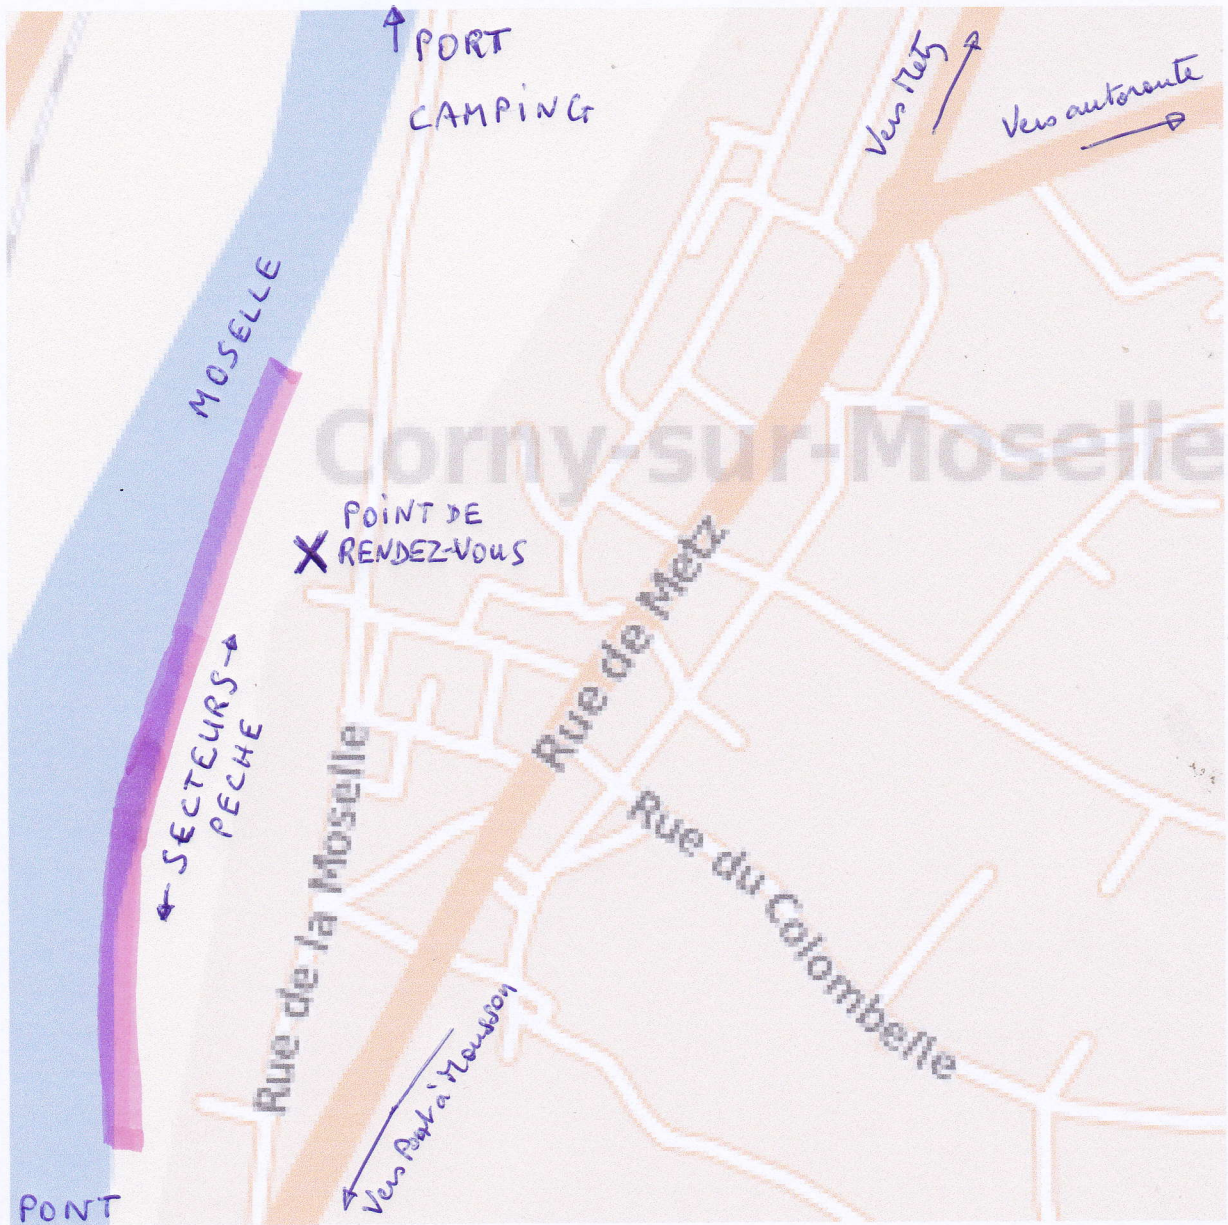 PORT
CAMPING
Vers Metz
Vers autoroute
MOSELLE
Corny-sur-Moselle
POINT DE
RENDEZ-VOUS
Rue de Metz
SECTEURS
PECHE
Rue de la Moselle
Rue du Colombelle
Vers Pont à Mousson
PONT